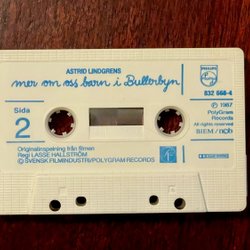 ASTRID LINDGRENS
mer om oss barn i Bullerbyn
PHILIPS
832 668-4
Sida
2
℗ 1987
PolyGram
Records
All rights reserved
BIEM/ncb
Originalinspelning från filmen
Regi LASSE HALLSTRÖM
© SVENSK FILMINDUSTRI/POLYGRAM RECORDS